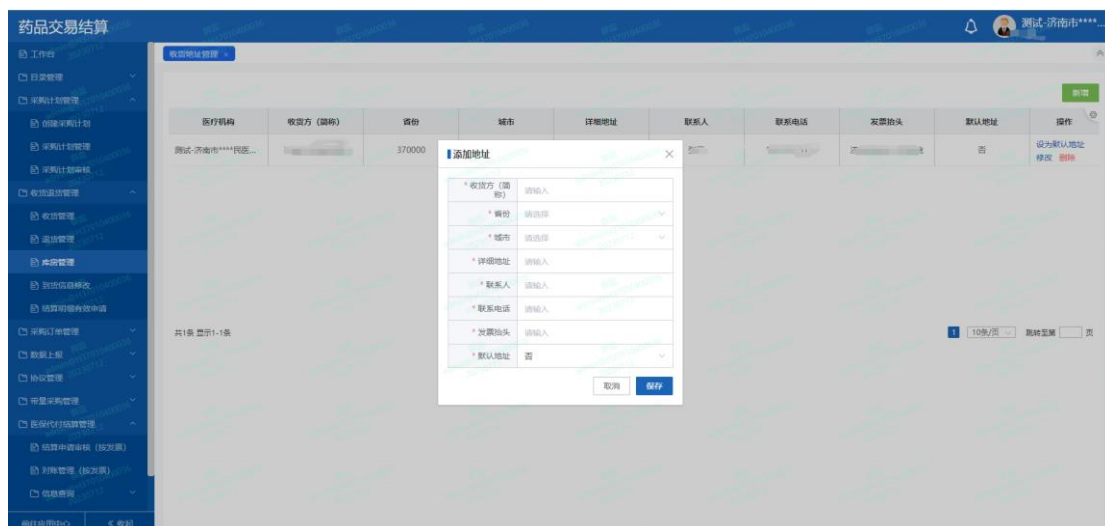 药品交易结算
测试-济南市****...
工作台
收货地址管理 ×
目录管理
采购计划管理
新增
创建采购计划
医疗机构 收货方（简称） 省份 城市 详细地址 联系人 联系电话 发票抬头 默认地址 操作
采购计划管理
测试-济南市****民医... 370000 否 设为默认地址
修改 删除
采购计划审核
收货退货管理
收货管理
退货管理
库房管理
到货信息修改
结算明细有效申请
采购订单管理
数据上报
协议管理
带量采购管理
医保代付结算管理
结算申请审核（按发票）
对账管理（按发票）
信息查询
前往应用中心 收起
添加地址
* 收货方（简称） 请输入
* 省份 请选择
* 城市 请选择
* 详细地址 请输入
* 联系人 请输入
* 联系电话 请输入
* 发票抬头 请输入
* 默认地址 否
取消 保存
共1条 显示1-1条
1 10条/页 跳转至第 页